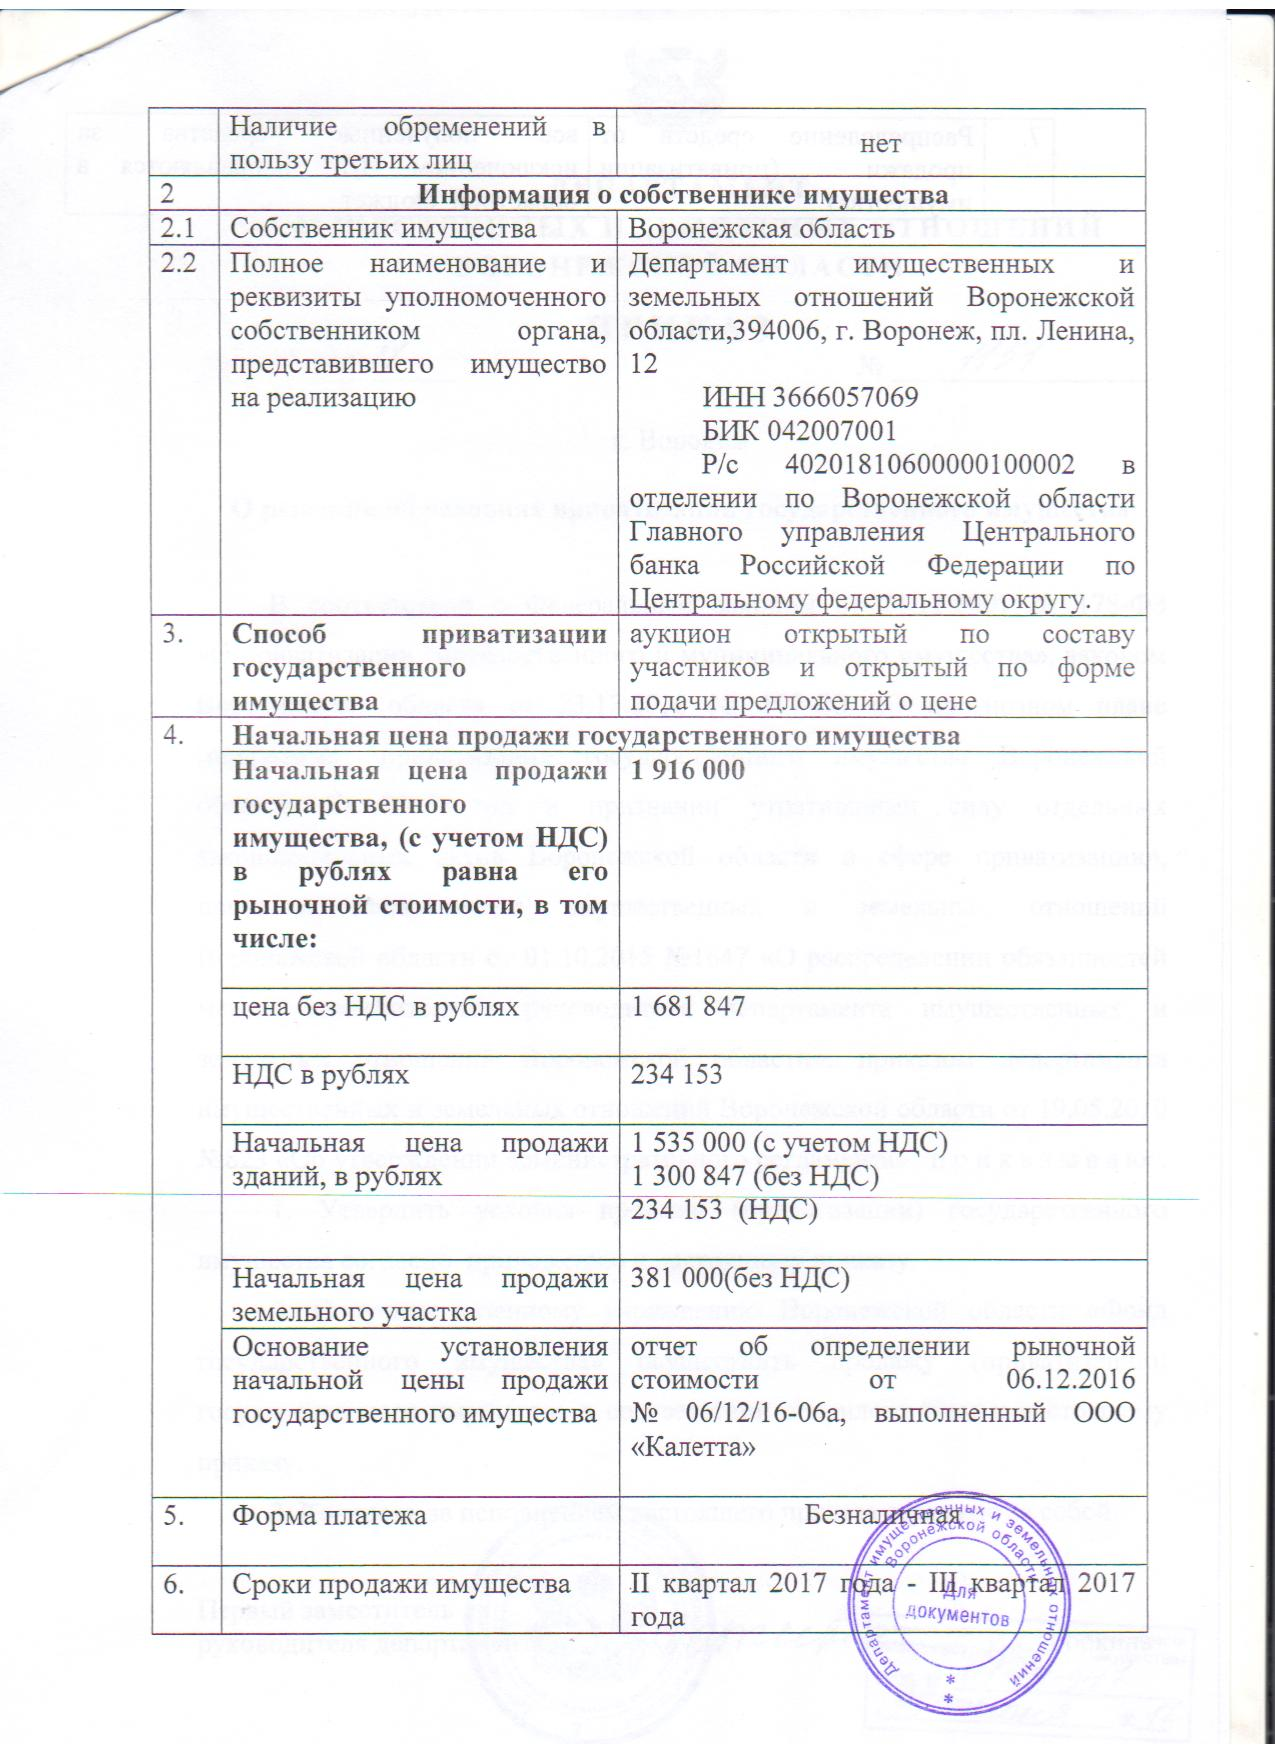 Наличие обременений в
пользу третьих лиц
нет
2 Информация о собственнике имущества
2.1 Собственник имущества Воронежская область
2.2 Полное наименование и
реквизиты уполномоченного
собственником органа,
представившего имущество
на реализацию
Департамент имущественных и
земельных отношений Воронежской
области,394006, г. Воронеж, пл. Ленина,
12
ИНН 3666057069
БИК 042007001
Р/с 40201810600000100002 в
отделении по Воронежской области
Главного управления Центрального
банка Российской Федерации по
Центральному федеральному округу.
3. Способ приватизации
государственного
имущества
аукцион открытый по составу
участников и открытый по форме
подачи предложений о цене
4. Начальная цена продажи государственного имущества
Начальная цена продажи
государственного
имущества, (с учетом НДС)
в рублях равна его
рыночной стоимости, в том
числе:
1 916 000
цена без НДС в рублях 1 681 847
НДС в рублях 234 153
Начальная цена продажи
зданий, в рублях
1 535 000 (с учетом НДС)
1 300 847 (без НДС)
234 153 (НДС)
Начальная цена продажи
земельного участка
381 000(без НДС)
Основание установления
начальной цены продажи
государственного имущества
отчет об определении рыночной
стоимости от 06.12.2016
№ 06/12/16-06а, выполненный ООО
«Калетта»
5. Форма платежа Безналичная
6. Сроки продажи имущества II квартал 2017 года - III квартал 2017
года
Департамент имущественных и земельных отношений
Воронежской области
Для
документов